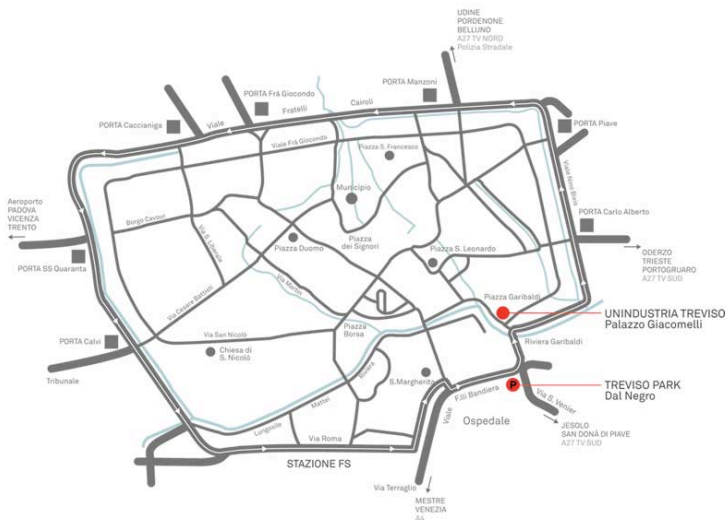 UDINE
PORDENONE
BELLUNO
A27 TV NORD
Polizia Stradale
PORTA Manzoni
PORTA Frà Giocondo
PORTA Caccianiga
Viale
Fratelli
Cairoli
PORTA Piave
Viale Frà Giocondo
Piazza S. Francesco
Viale Nino Bixio
Municipio
Aeroporto
PADOVA
VICENZA
TRENTO
Borgo Cavour
Via S. Liberale
Piazza Duomo
Piazza
dei Signori
Piazza S. Leonardo
PORTA Carlo Alberto
ODERZO
TRIESTE
PORTOGRUARO
A27 TV SUD
PORTA SS Quaranta
Via Cesare Battisti
Via Martiri
Piazza Garibaldi
UNINDUSTRIA TREVISO
Palazzo Giacomelli
PORTA Calvi
Via San Nicolò
Piazza
Borsa
Riviera Garibaldi
Chiesa di
S. Nicolò
Tribunale
Riviera
S.Margherita
F.lli Bandiera
P
TREVISO PARK
Dal Negro
Via S. Venier
Lungosile
Mattei
Viale
Ospedale
Via Roma
JESOLO
SAN DONÀ DI PIAVE
A27 TV SUD
STAZIONE FS
Via Terraglio
MESTRE
VENEZIA
A4